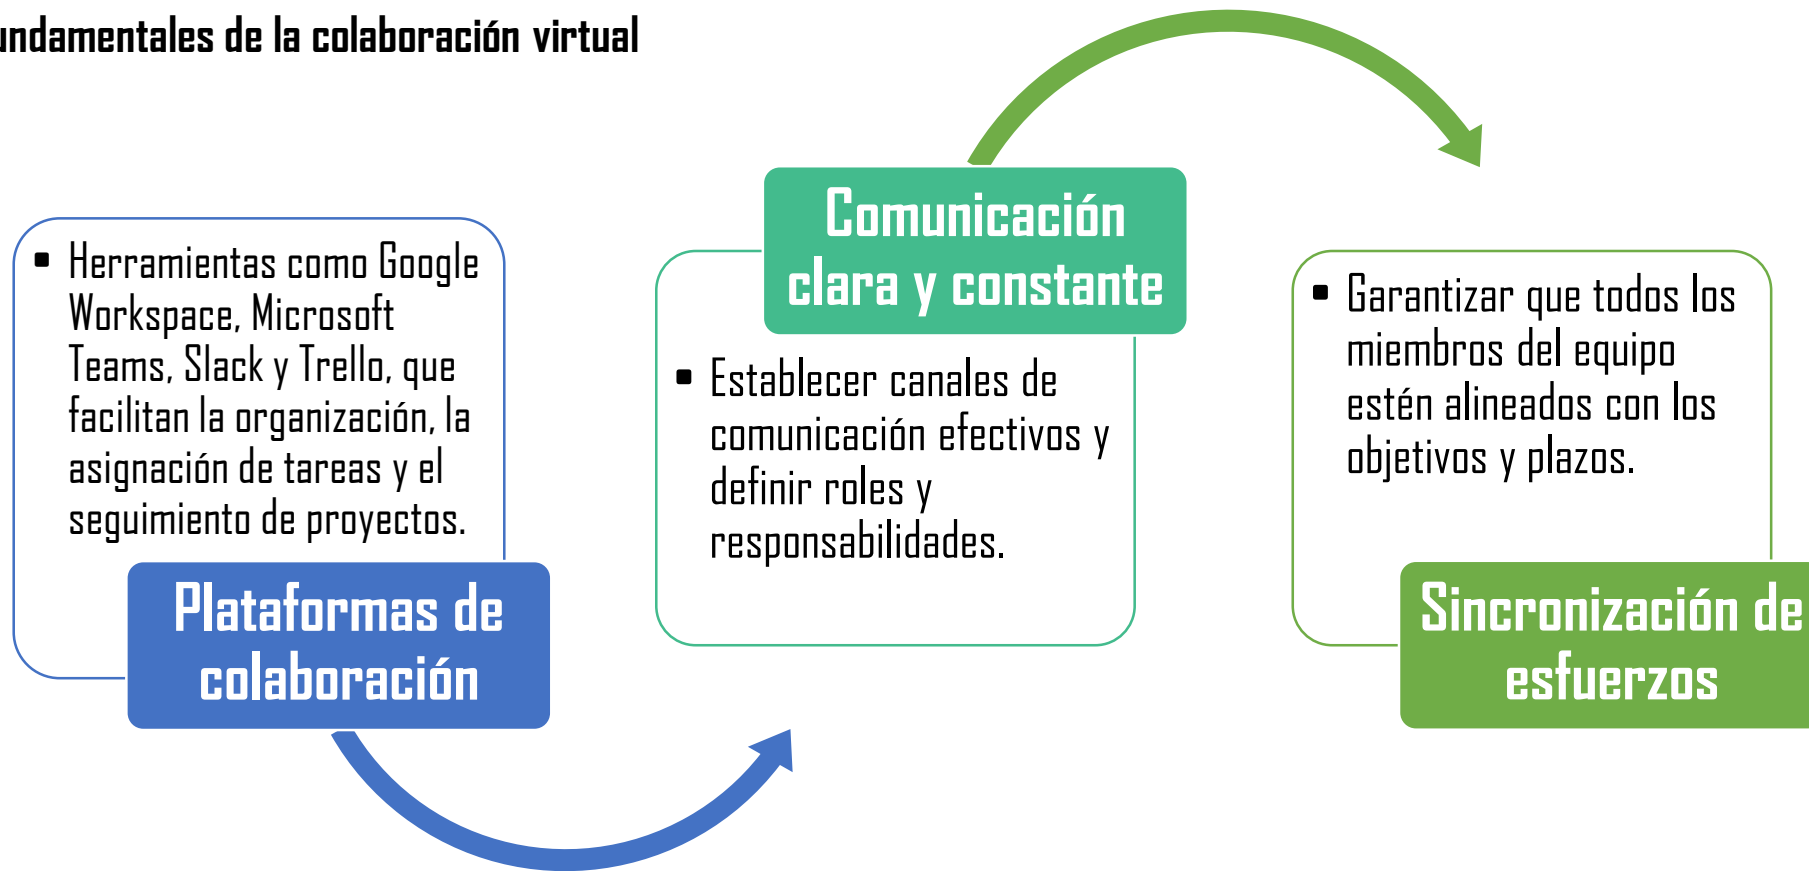 undamentales de la colaboración virtual
▪ Herramientas como Google
Workspace, Microsoft
Teams, Slack y Trello, que
facilitan la organización, la
asignación de tareas y el
seguimiento de proyectos.
Plataformas de
colaboración
Comunicación
clara y constante
▪ Establecer canales de
comunicación efectivos y
definir roles y
responsabilidades.
▪ Garantizar que todos los
miembros del equipo
estén alineados con los
objetivos y plazos.
Sincronización de
esfuerzos